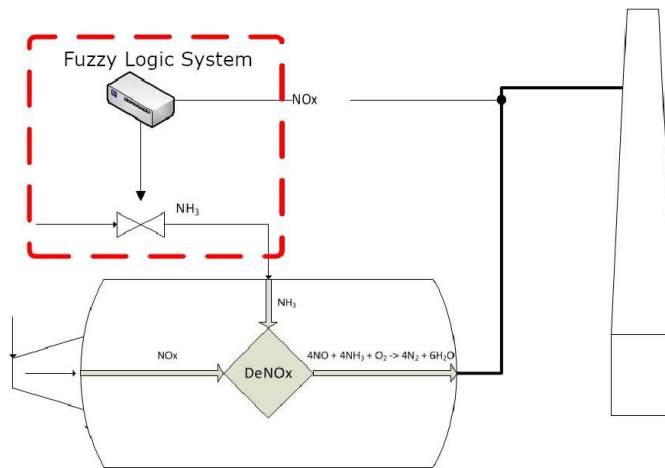 Fuzzy Logic System
NOx
NH₃
NH₃
NOx
4NO + 4NH₃ + O₂ -> 4N₂ + 6H₂O
DeNOx